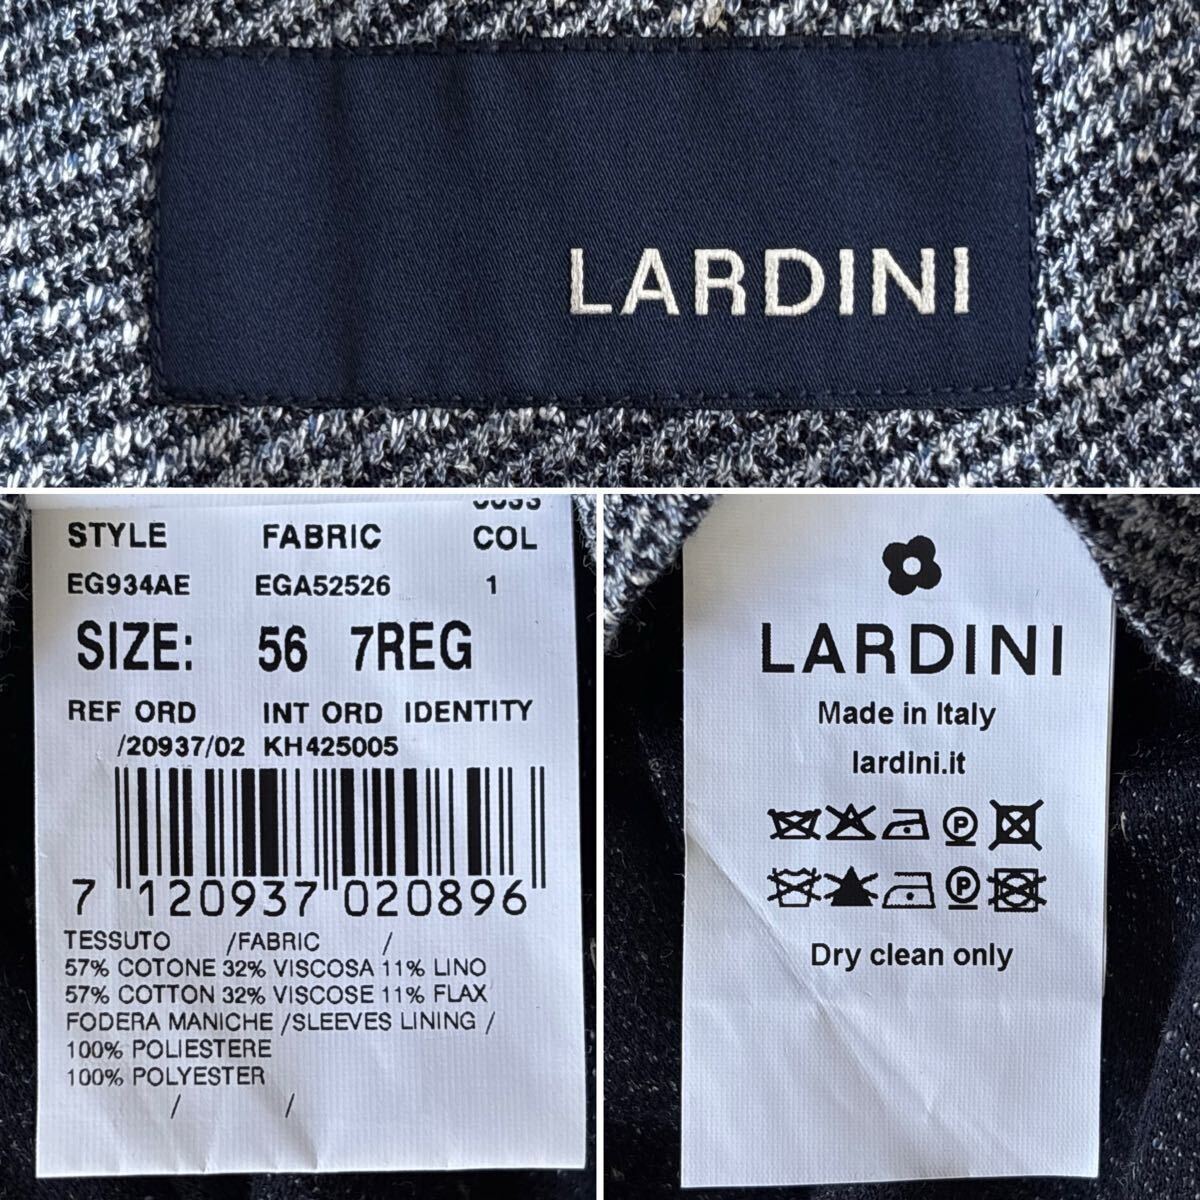 LARDINI
STYLE FABRIC COL
EG934AE EGA52526 1
SIZE: 56 7REG
REF ORD INT ORD IDENTITY
/20937/02 KH425005
7 120937 020896
TESSUTO /FABRIC /
57% COTONE 32% VISCOSA 11% LINO
57% COTTON 32% VISCOSE 11% FLAX
FODERA MANICHE /SLEEVES LINING /
100% POLIESTERE
100% POLYESTER
/ /
LARDINI
Made in Italy
lardini.it
P
P
Dry clean only